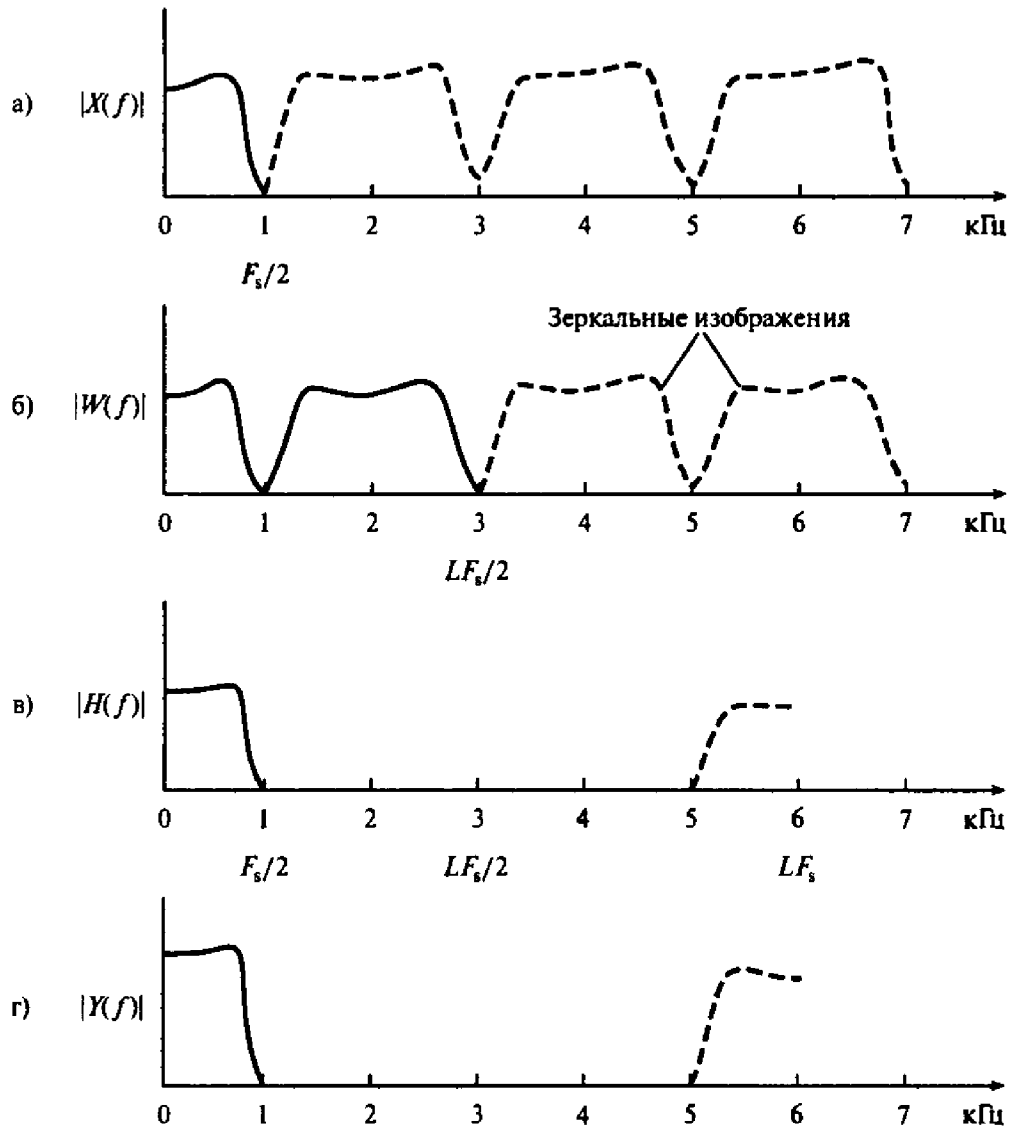 а) |X(f)|
0 1 2 3 4 5 6 7 кГц
F_s/2
Зеркальные изображения
б) |W(f)|
0 1 2 3 4 5 6 7 кГц
LF_s/2
в) |H(f)|
0 1 2 3 4 5 6 7 кГц
F_s/2 LF_s/2 LF_s
г) |Y(f)|
0 1 2 3 4 5 6 7 кГц